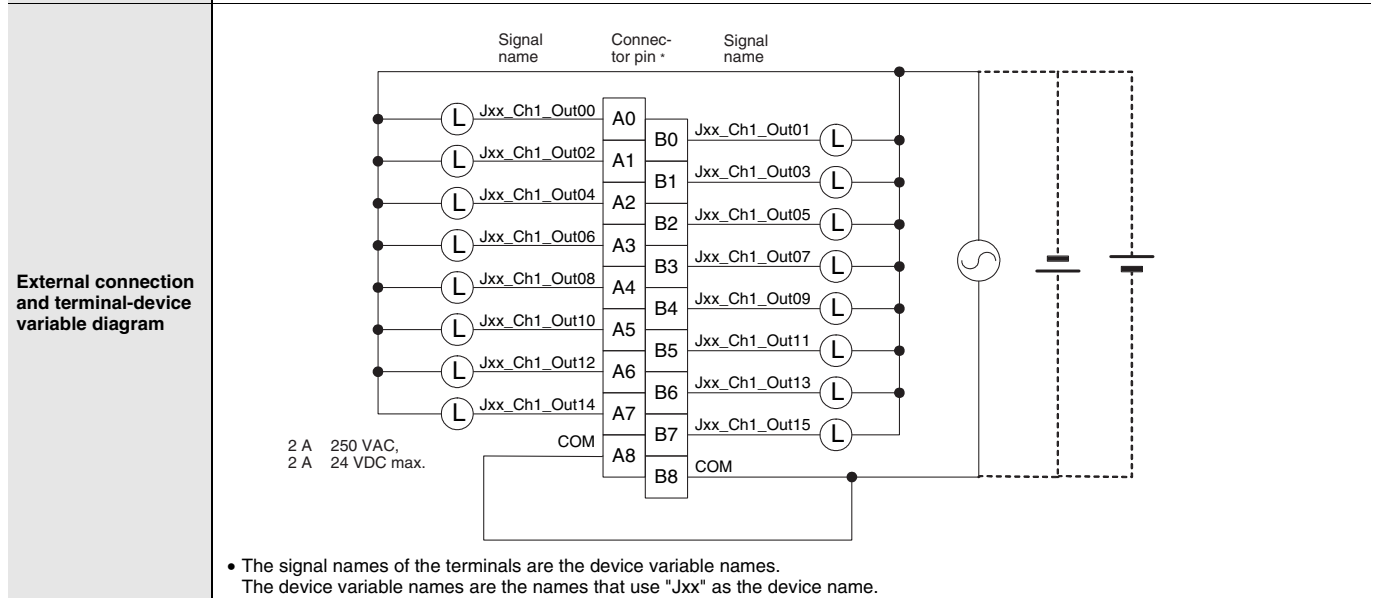 External connection
and terminal-device
variable diagram
Signal
name
Connec-
tor pin *
Signal
name
L Jxx_Ch1_Out00 A0
B0 Jxx_Ch1_Out01 L
L Jxx_Ch1_Out02 A1
B1 Jxx_Ch1_Out03 L
L Jxx_Ch1_Out04 A2
B2 Jxx_Ch1_Out05 L
L Jxx_Ch1_Out06 A3
B3 Jxx_Ch1_Out07 L
L Jxx_Ch1_Out08 A4
B4 Jxx_Ch1_Out09 L
L Jxx_Ch1_Out10 A5
B5 Jxx_Ch1_Out11 L
L Jxx_Ch1_Out12 A6
B6 Jxx_Ch1_Out13 L
L Jxx_Ch1_Out14 A7
B7 Jxx_Ch1_Out15 L
COM A8
B8 COM
2 A 250 VAC,
2 A 24 VDC max.
• The signal names of the terminals are the device variable names.
The device variable names are the names that use "Jxx" as the device name.